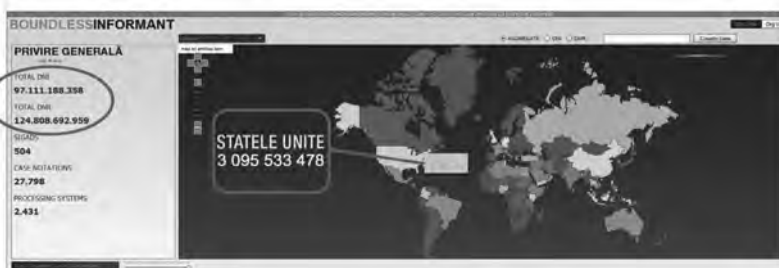 BOUNDLESSINFORMANT
PRIVIRE GENERALĂ
TOTAL DNI
97.111.188.358
TOTAL DNR
124.808.692.959
SIGADS
504
CASE NOTATIONS
27.798
PROCESSING SYSTEMS
2.431
AGGREGATE DNI DNR
STATELE UNITE
3 095 533 478